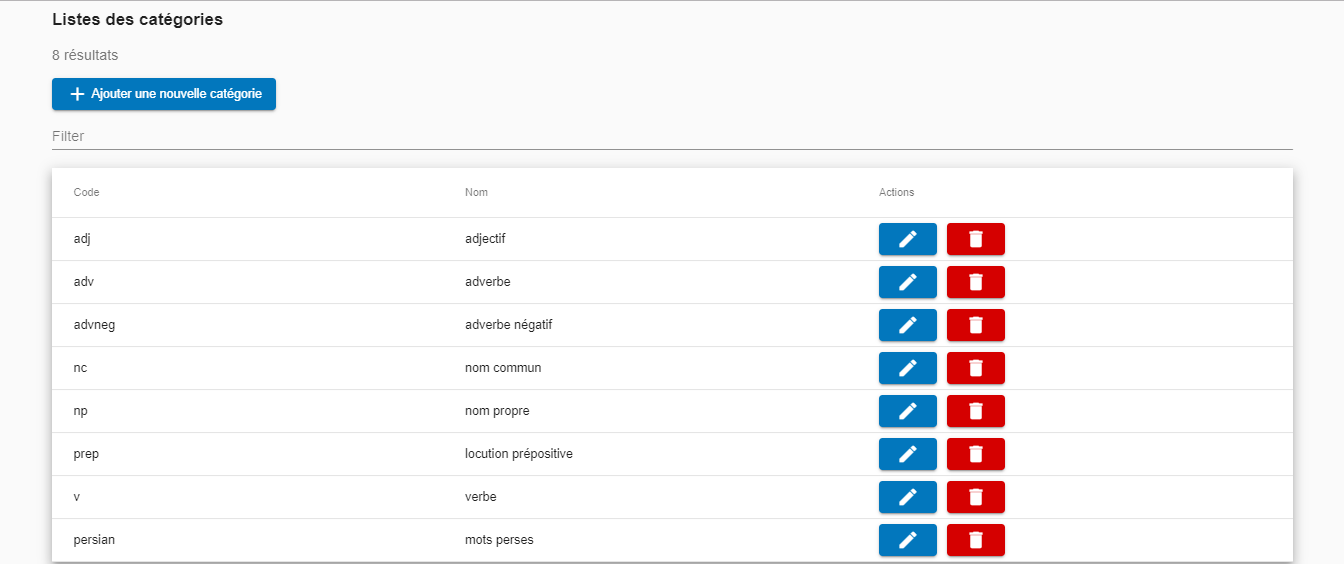 Listes des catégories
8 résultats
Ajouter une nouvelle catégorie
Filter
Code Nom Actions
adj adjectif
adv adverbe
advneg adverbe négatif
nc nom commun
np nom propre
prep locution prépositive
v verbe
persian mots perses